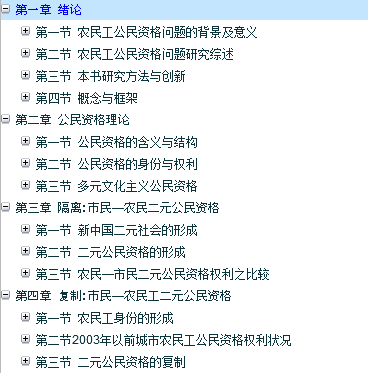 第一章 绪论
第一节 农民工公民资格问题的背景及意义
第二节 农民工公民资格问题研究综述
第三节 本书研究方法与创新
第四节 概念与框架
第二章 公民资格理论
第一节 公民资格的含义与结构
第二节 公民资格的身份与权利
第三节 多元文化主义公民资格
第三章 隔离:市民—农民二元公民资格
第一节 新中国二元社会的形成
第二节 二元公民资格的形成
第三节 农民—市民二元公民资格权利之比较
第四章 复制:市民—农民工二元公民资格
第一节 农民工身份的形成
第二节2003年以前城市农民工公民资格权利状况
第三节 二元公民资格的复制